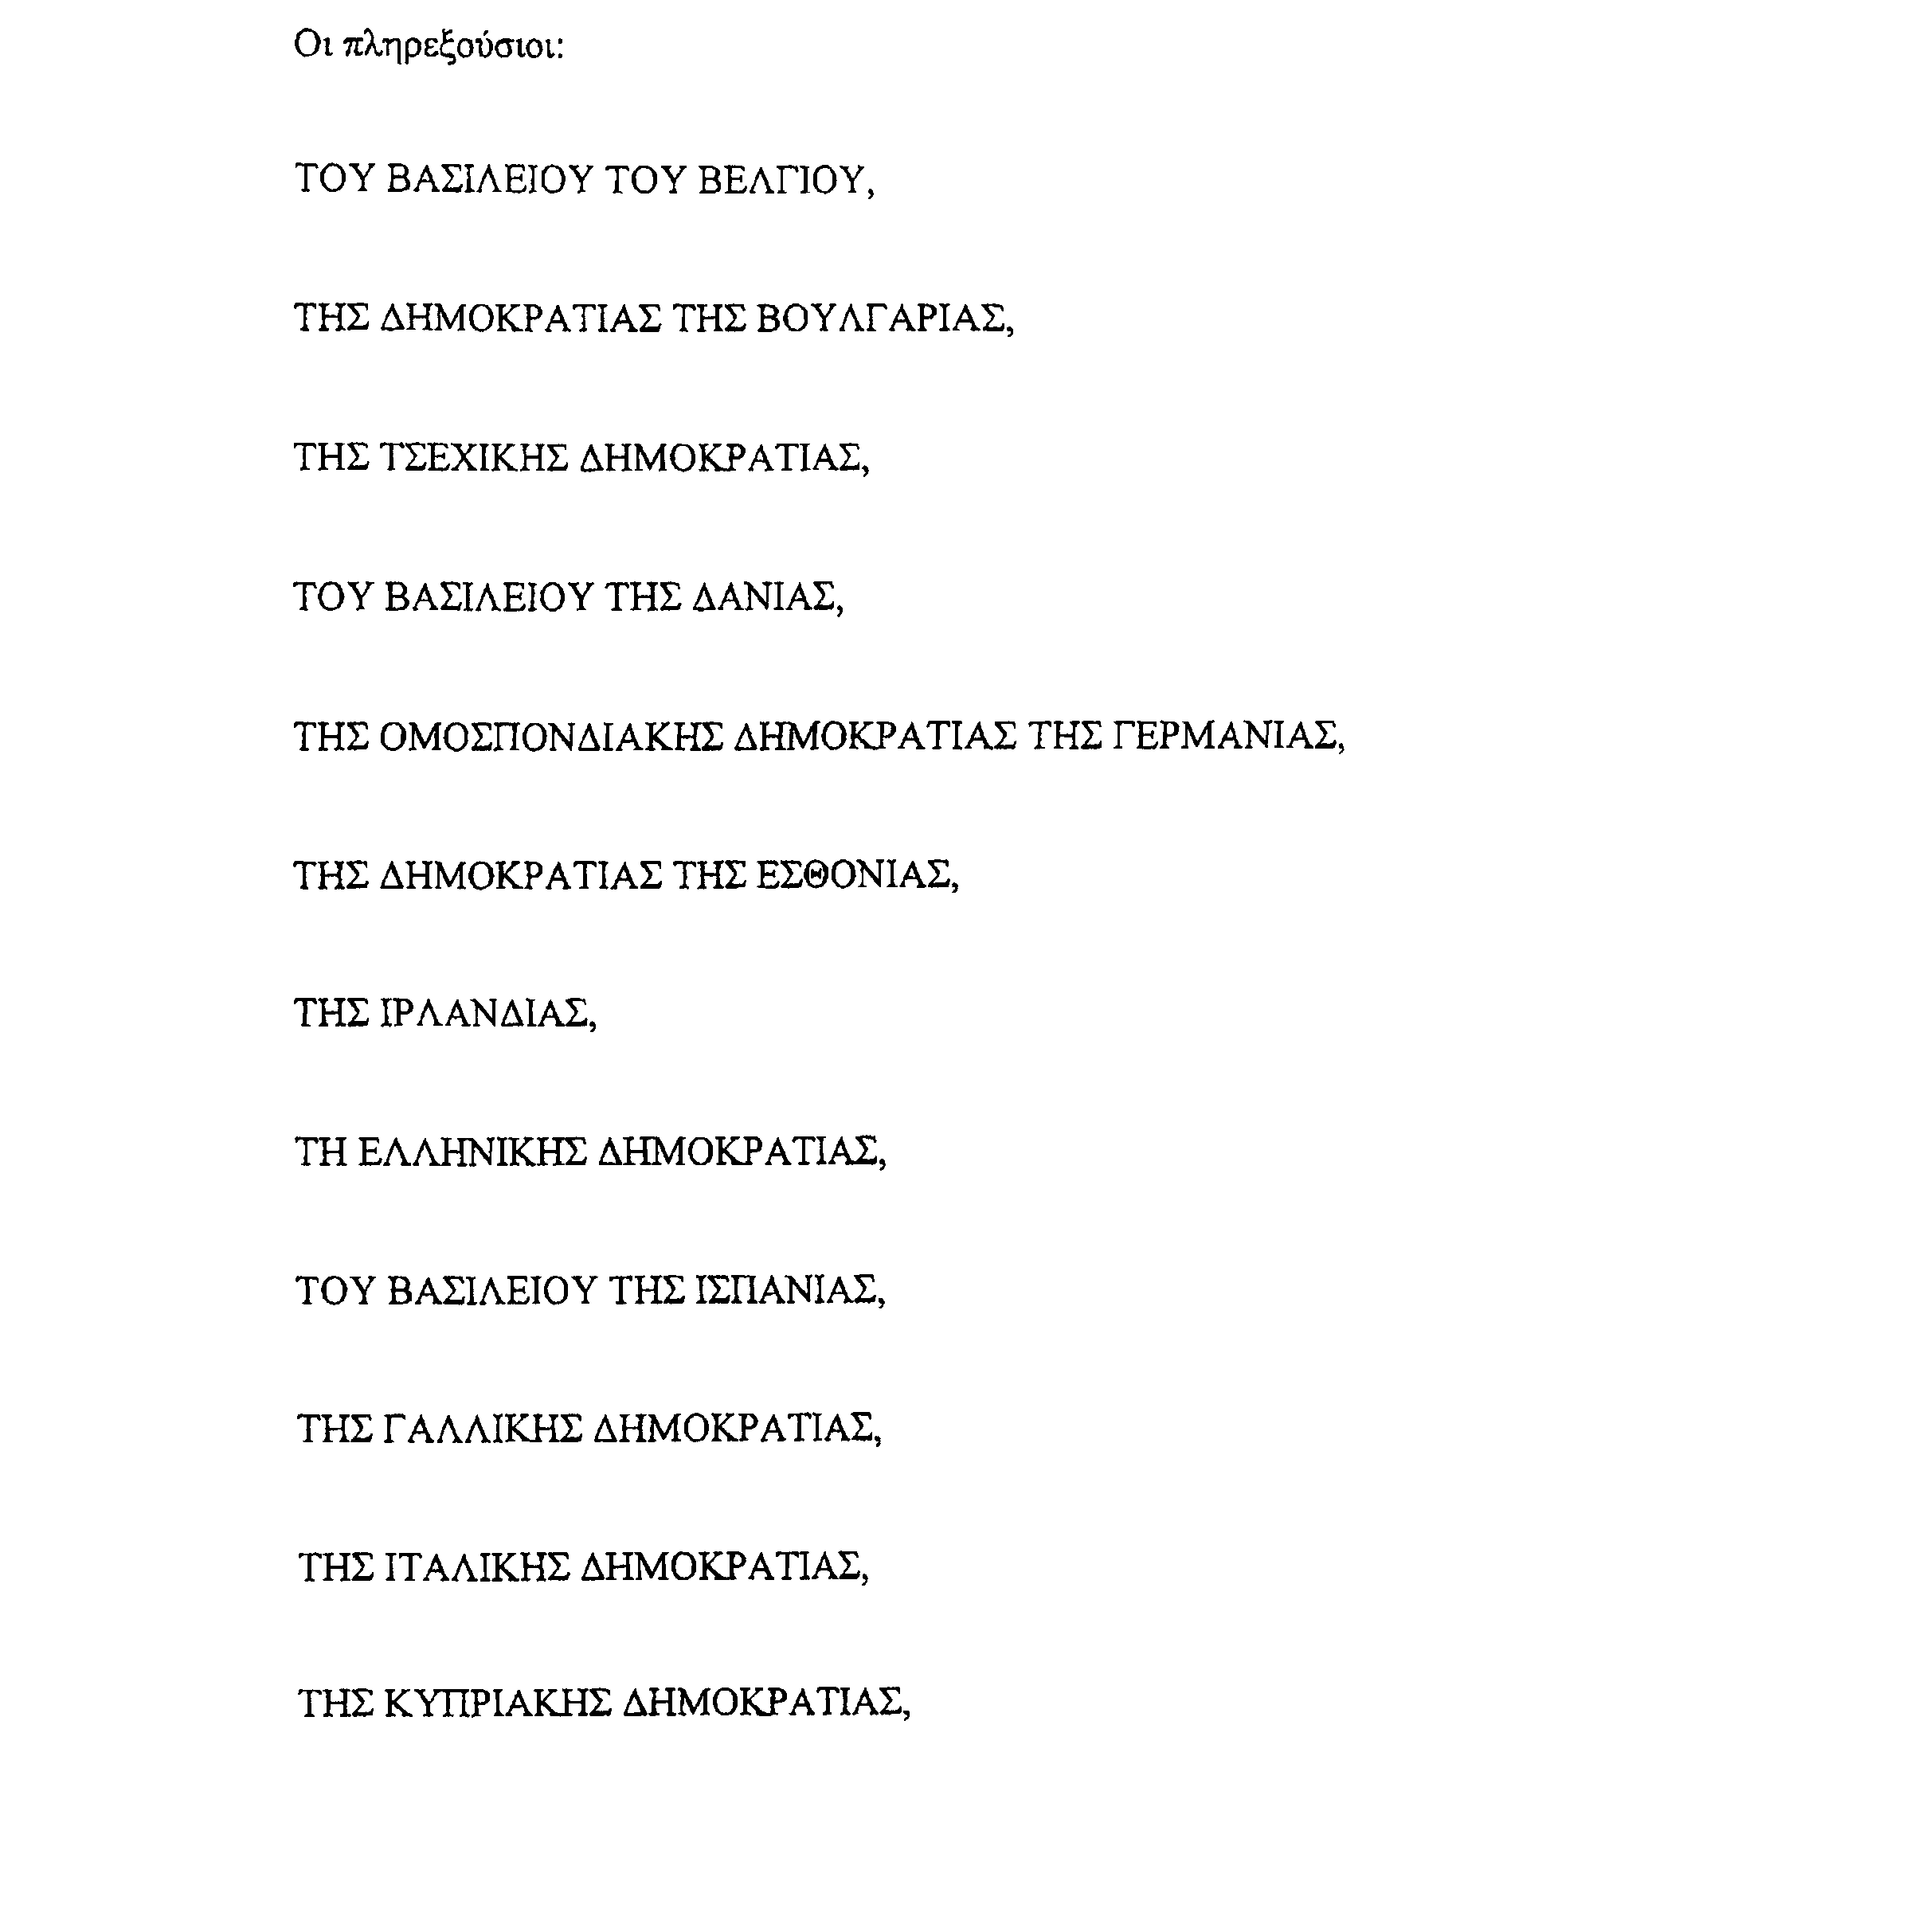 Οι πληρεξούσιοι:
ΤΟΥ ΒΑΣΙΛΕΙΟΥ ΤΟΥ ΒΕΛΓΙΟΥ,
ΤΗΣ ΔΗΜΟΚΡΑΤΙΑΣ ΤΗΣ ΒΟΥΛΓΑΡΙΑΣ,
ΤΗΣ ΤΣΕΧΙΚΗΣ ΔΗΜΟΚΡΑΤΙΑΣ,
ΤΟΥ ΒΑΣΙΛΕΙΟΥ ΤΗΣ ΔΑΝΙΑΣ,
ΤΗΣ ΟΜΟΣΠΟΝΔΙΑΚΗΣ ΔΗΜΟΚΡΑΤΙΑΣ ΤΗΣ ΓΕΡΜΑΝΙΑΣ,
ΤΗΣ ΔΗΜΟΚΡΑΤΙΑΣ ΤΗΣ ΕΣΘΟΝΙΑΣ,
ΤΗΣ ΙΡΛΑΝΔΙΑΣ,
ΤΗ ΕΛΛΗΝΙΚΗΣ ΔΗΜΟΚΡΑΤΙΑΣ,
ΤΟΥ ΒΑΣΙΛΕΙΟΥ ΤΗΣ ΙΣΠΑΝΙΑΣ,
ΤΗΣ ΓΑΛΛΙΚΗΣ ΔΗΜΟΚΡΑΤΙΑΣ,
ΤΗΣ ΙΤΑΛΙΚΗΣ ΔΗΜΟΚΡΑΤΙΑΣ,
ΤΗΣ ΚΥΠΡΙΑΚΗΣ ΔΗΜΟΚΡΑΤΙΑΣ,